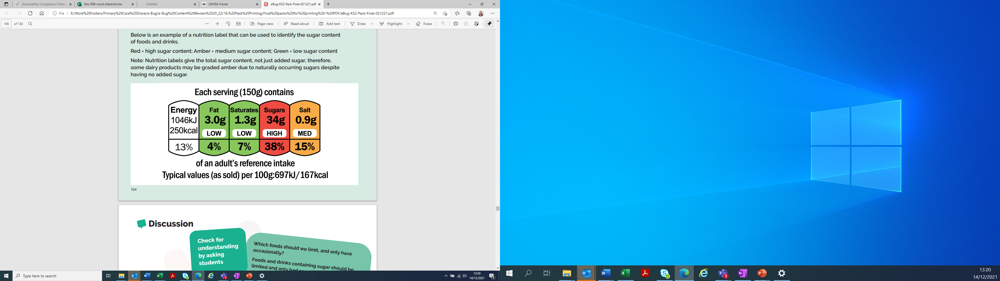 Accessibility Compliance Checkli
hhs-508-word-checklist.xlsx
Untitled
UKHSA Home
eBug-KS2-Pack-Final-021221.pdf
File
X:/Work%20Folders/Primary%20Care%20Share/e-Bug/e-Bug%20Content%20Review%2020_22/16.%20Pack%20Printing/Final%20packs%20for%20printing%20-%20PDF/eBug-KS2-Pack-Final-021221.pdf
106 of 138
Page view
Read aloud
Add text
Draw
Highlight
Erase
Below is an example of a nutrition label that can be used to identify the sugar content
of foods and drinks.
Red = high sugar content; Amber = medium sugar content; Green = low sugar content
Note: Nutrition labels give the total sugar content, not just added sugar, therefore,
some dairy products may be graded amber due to naturally occurring sugars despite
having no added sugar.
Each serving (150g) contains
Energy Fat Saturates Sugars Salt
1046kJ 3.0g 1.3g 34g 0.9g
250kcal LOW LOW HIGH MED
13% 4% 7% 38% 15%
of an adult's reference intake
Typical values (as sold) per 100g:697kJ/167kcal
104
Discussion
Check for
understanding
by asking
students
Which foods should we limit, and only have
occasionally?
Foods and drinks containing sugar should be
limited and only had
Type here to search
13:20
14/12/2021
13:20
14/12/2021